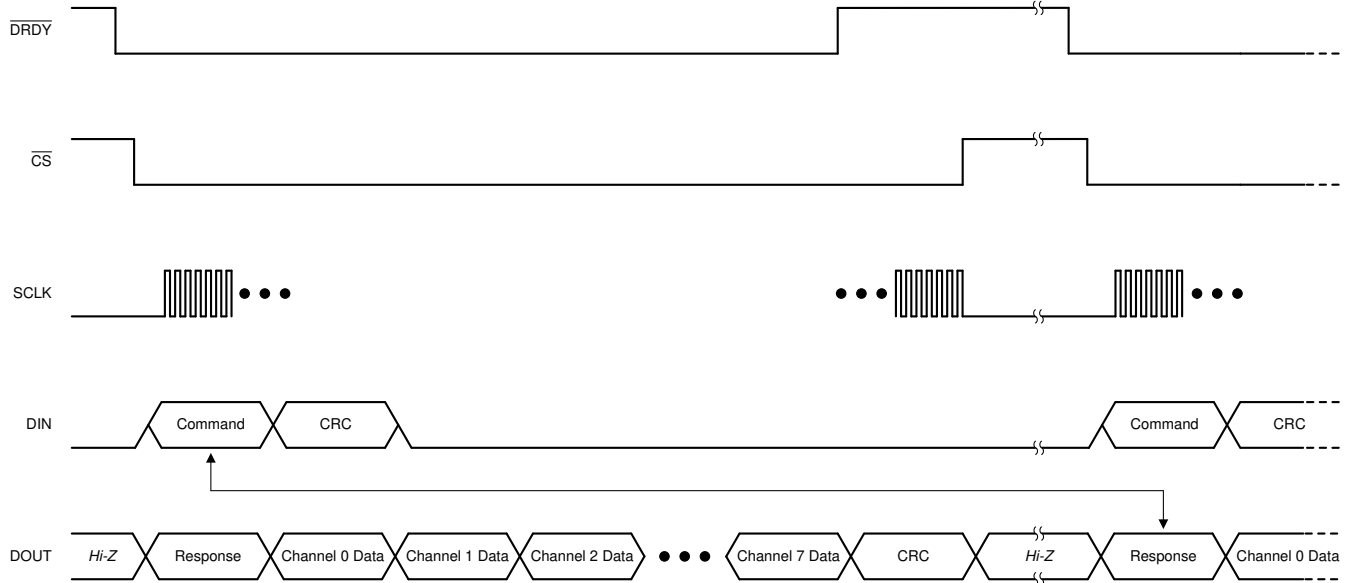 DRDY
CS
SCLK
DIN Command CRC Command CRC
DOUT Hi-Z Response Channel 0 Data Channel 1 Data Channel 2 Data Channel 7 Data CRC Hi-Z Response Channel 0 Data